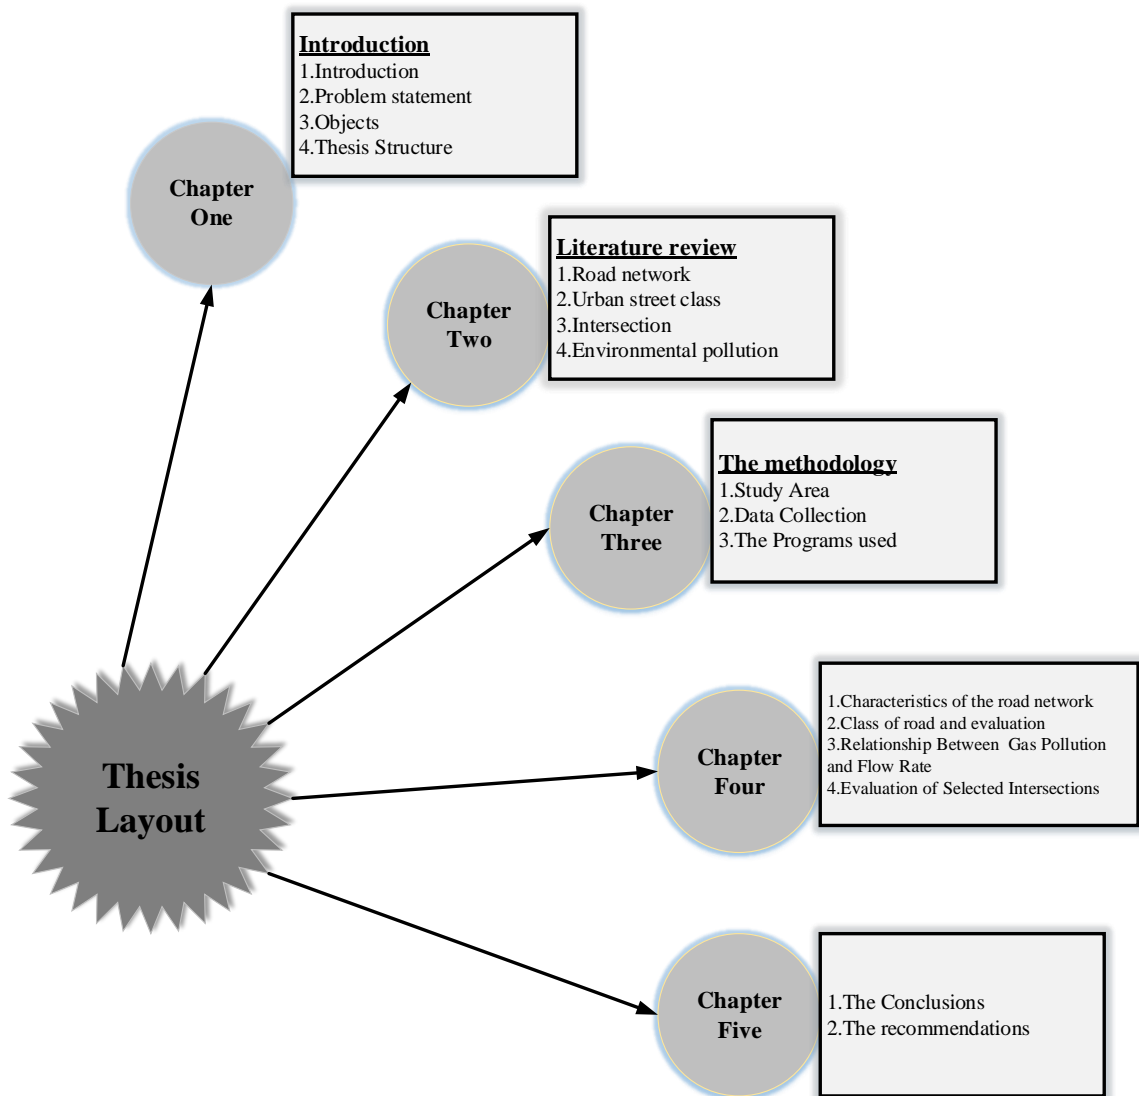 Introduction
1.Introduction
2.Problem statement
3.Objects
4.Thesis Structure
Chapter
One
Literature review
1.Road network
2.Urban street class
3.Intersection
4.Environmental pollution
Chapter
Two
The methodology
1.Study Area
2.Data Collection
3.The Programs used
Chapter
Three
1.Characteristics of the road network
2.Class of road and evaluation
3.Relationship Between Gas Pollution
and Flow Rate
4.Evaluation of Selected Intersections
Chapter
Four
Thesis
Layout
1.The Conclusions
2.The recommendations
Chapter
Five